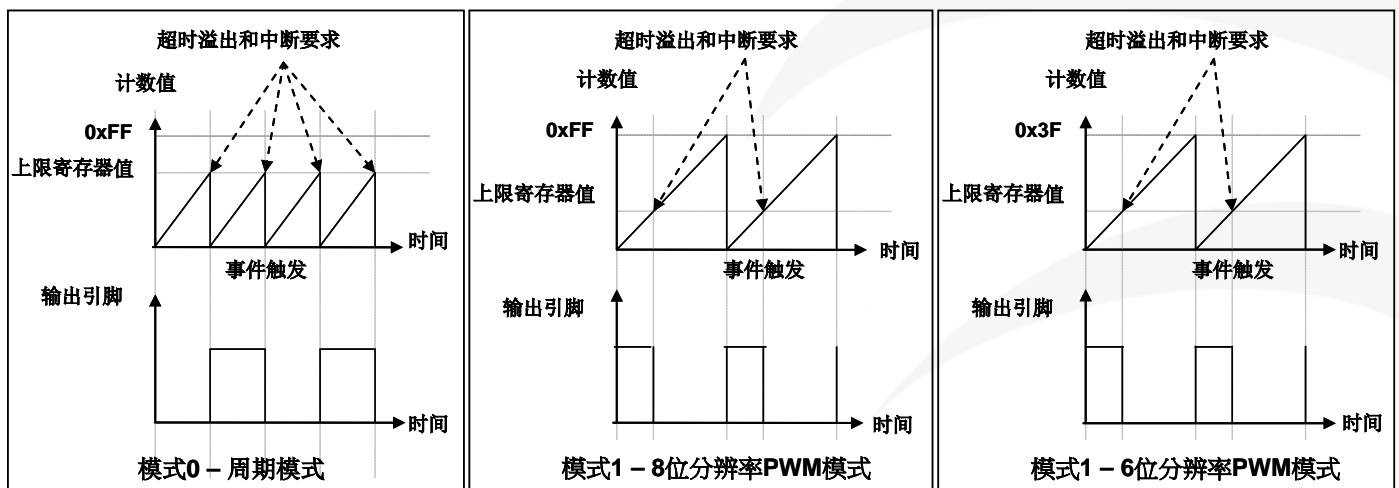 超时溢出和中断要求
计数值
0xFF
上限寄存器值
时间
事件触发
输出引脚
时间
模式0 – 周期模式
超时溢出和中断要求
计数值
0xFF
上限寄存器值
时间
事件触发
输出引脚
时间
模式1 – 8位分辨率PWM模式
超时溢出和中断要求
计数值
0x3F
上限寄存器值
时间
事件触发
输出引脚
时间
模式1 – 6位分辨率PWM模式